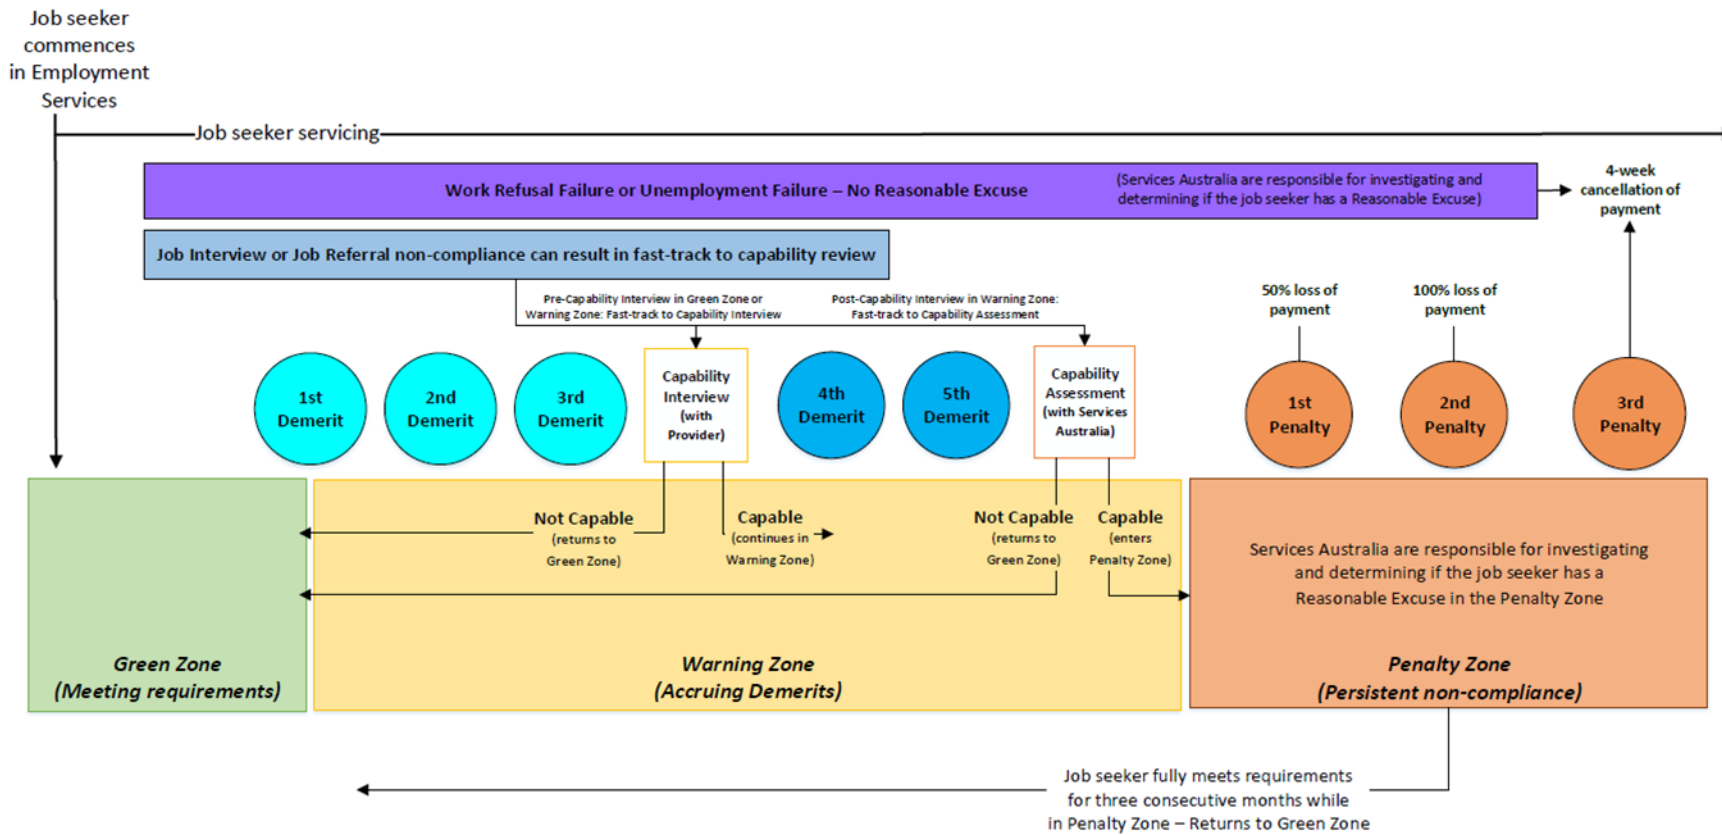 Job seeker
commences
in Employment
Services
Job seeker servicing
Work Refusal Failure or Unemployment Failure – No Reasonable Excuse
(Services Australia are responsible for investigating and
determining if the job seeker has a Reasonable Excuse)
4-week
cancellation of
payment
Job Interview or Job Referral non-compliance can result in fast-track to capability review
Pre-Capability Interview in Green Zone or
Warning Zone: Fast-track to Capability Interview
Post-Capability Interview in Warning Zone:
Fast-track to Capability Assessment
50% loss of
payment
100% loss of
payment
1st
Demerit
2nd
Demerit
3rd
Demerit
Capability
Interview
(with
Provider)
4th
Demerit
5th
Demerit
Capability
Assessment
(with Services
Australia)
1st
Penalty
2nd
Penalty
3rd
Penalty
Not Capable
(returns to
Green Zone)
Capable
(continues in
Warning Zone)
Not Capable
(returns to
Green Zone)
Capable
(enters
Penalty Zone)
Services Australia are responsible for investigating
and determining if the job seeker has a
Reasonable Excuse in the Penalty Zone
Green Zone
(Meeting requirements)
Warning Zone
(Accruing Demerits)
Penalty Zone
(Persistent non-compliance)
Job seeker fully meets requirements
for three consecutive months while
in Penalty Zone – Returns to Green Zone